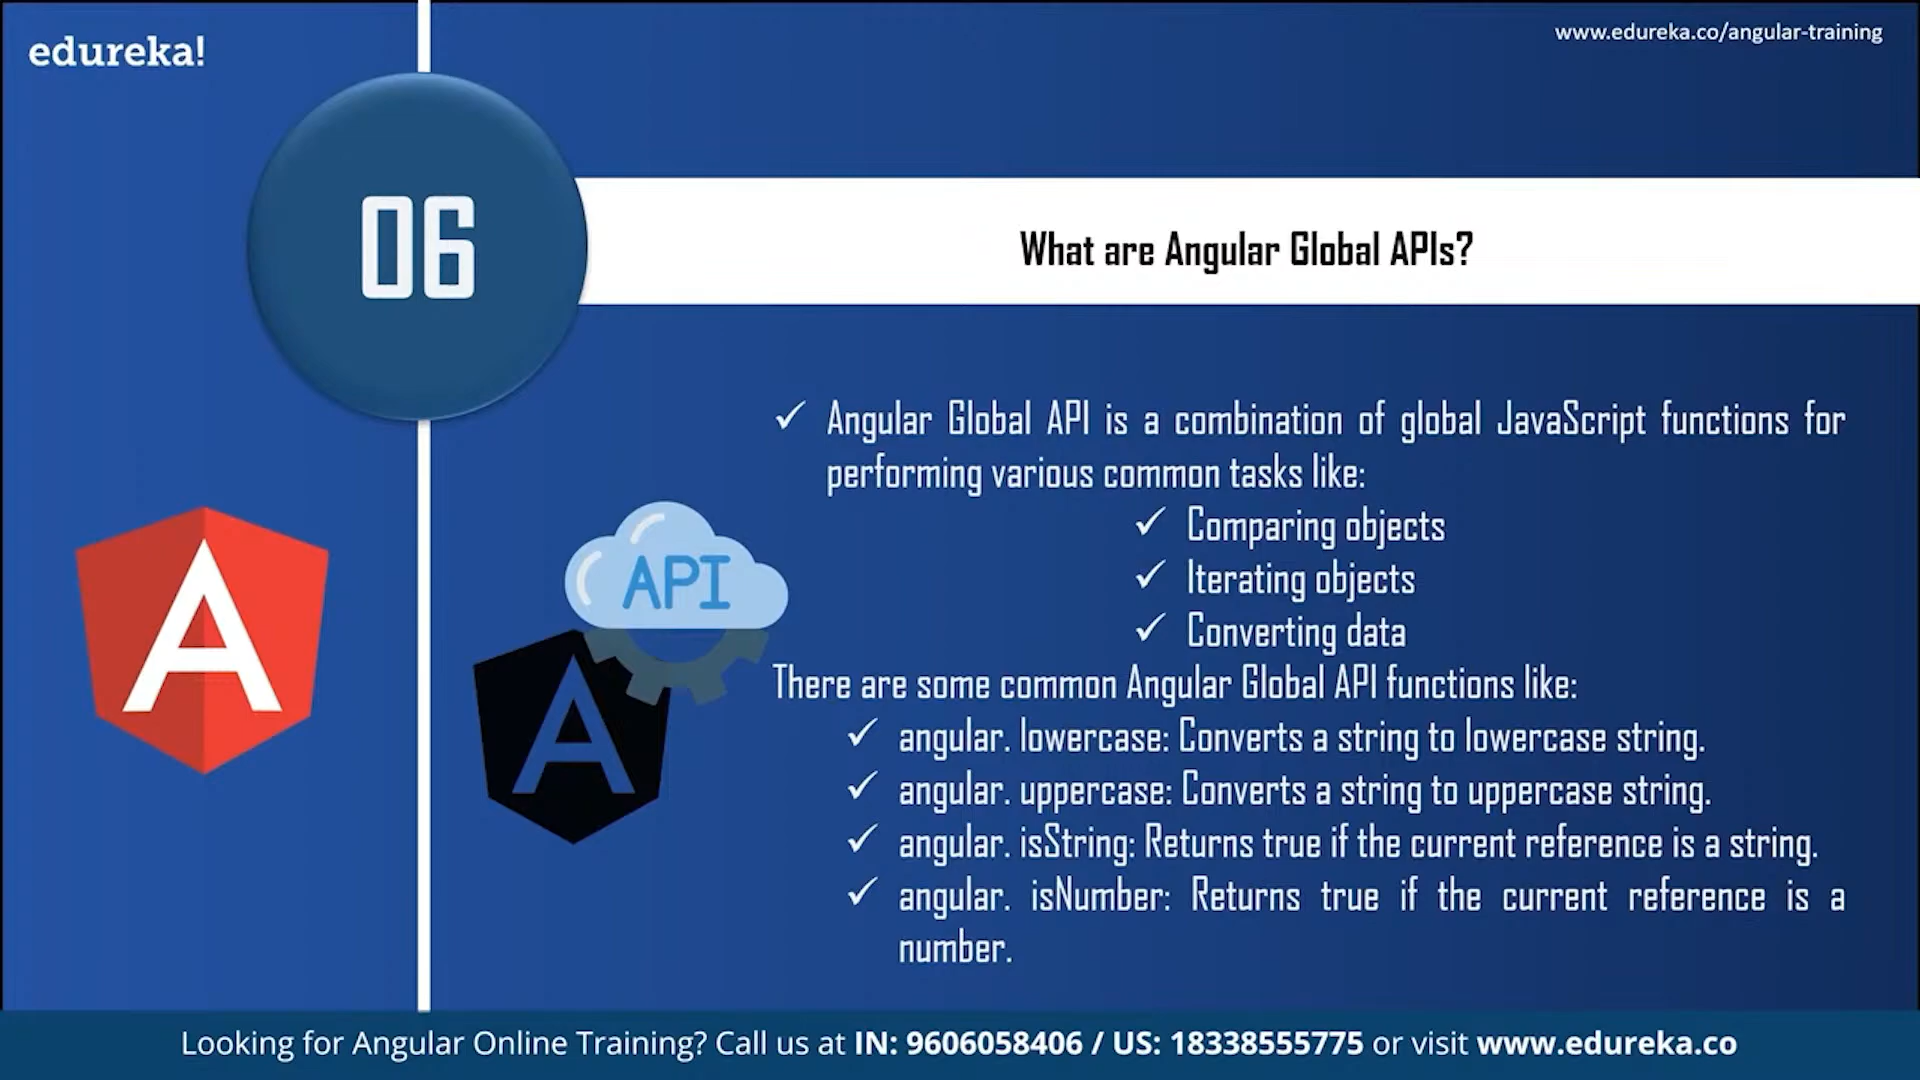 edureka!
www.edureka.co/angular-training
06
What are Angular Global APIs?
✓ Angular Global API is a combination of global JavaScript functions for
performing various common tasks like:
✓ Comparing objects
✓ Iterating objects
✓ Converting data
API
There are some common Angular Global API functions like:
✓ angular. lowercase: Converts a string to lowercase string.
✓ angular. uppercase: Converts a string to uppercase string.
✓ angular. isString: Returns true if the current reference is a string.
✓ angular. isNumber: Returns true if the current reference is a
number.
A
A
Looking for Angular Online Training? Call us at IN: 9606058406 / US: 18338555775 or visit www.edureka.co